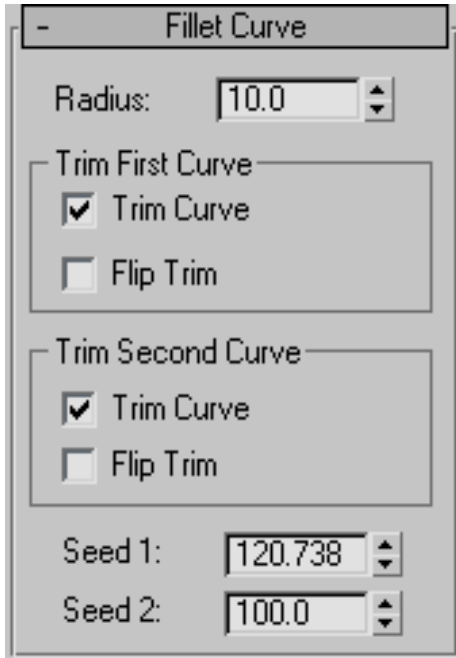 - Fillet Curve
Radius: 10.0
Trim First Curve
Trim Curve
Flip Trim
Trim Second Curve
Trim Curve
Flip Trim
Seed 1: 120.738
Seed 2: 100.0